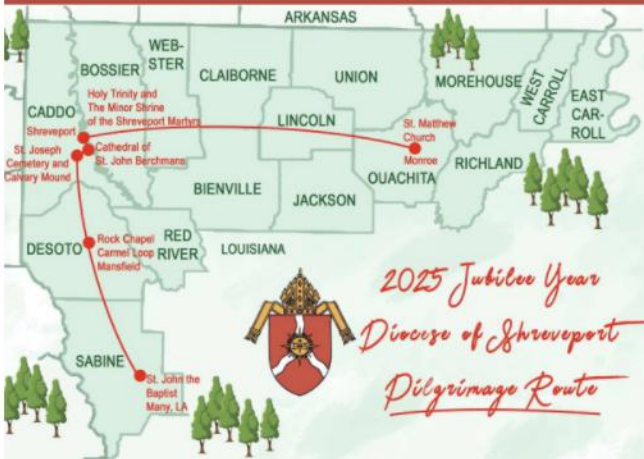 ARKANSAS
WEB-
STER
BOSSIER
CLAIBORNE
UNION
MOREHOUSE
WEST
CARROLL
EAST
CAR-
ROLL
CADDO
Holy Trinity and
The Minor Shrine
of the Shreveport Martyrs
LINCOLN
Shreveport
St. Matthew
Church
Monroe
St. Joseph
Cemetery and
Calvary Mound
Cathedral of
St. John Berchmans
RICHLAND
OUACHITA
BIENVILLE
JACKSON
DESOTO
Rock Chapel
Carmel Loop
Mansfield
RED
RIVER
LOUISIANA
2025 Jubilee Year
Diocese of Shreveport
Pilgrimage Route
SABINE
St. John the
Baptist
Many, LA